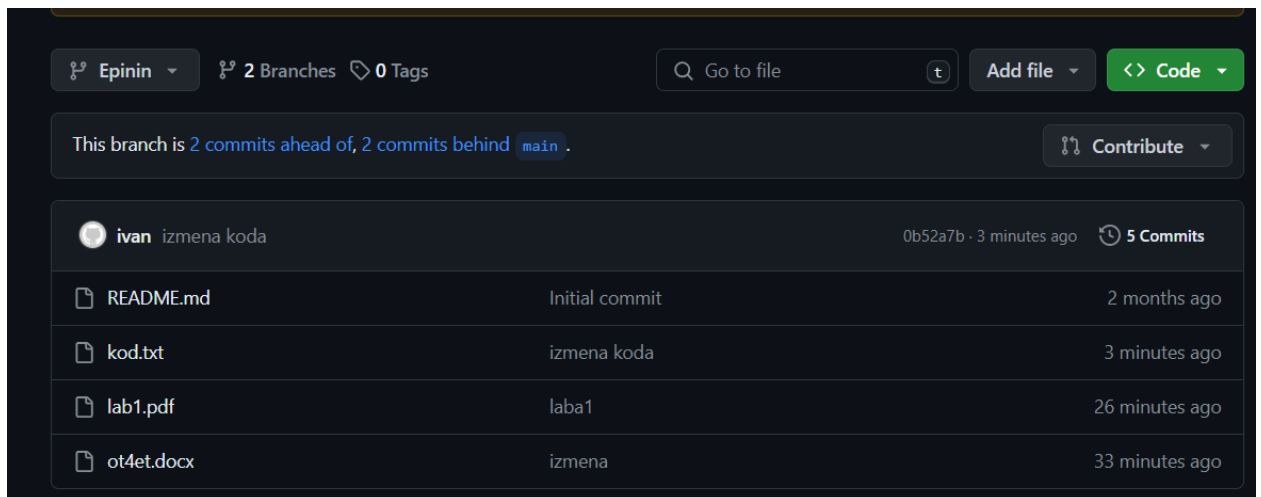 Epinin 2 Branches 0 Tags Go to file t Add file <> Code
This branch is 2 commits ahead of, 2 commits behind main .
Contribute
ivan izmena koda 0b52a7b · 3 minutes ago 5 Commits
README.md Initial commit 2 months ago
kod.txt izmena koda 3 minutes ago
lab1.pdf laba1 26 minutes ago
ot4et.docx izmena 33 minutes ago